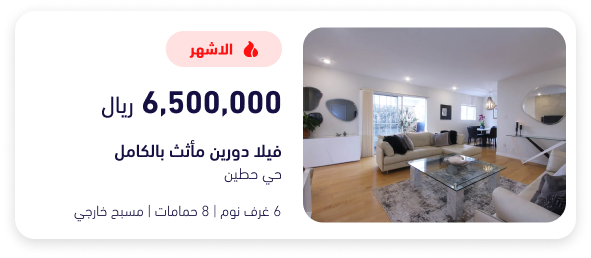 الاشهر
6,500,000 ريال
فيلا دورين مأثث بالكامل
حي حطين
6 غرف نوم | 8 حمامات | مسبح خارجي